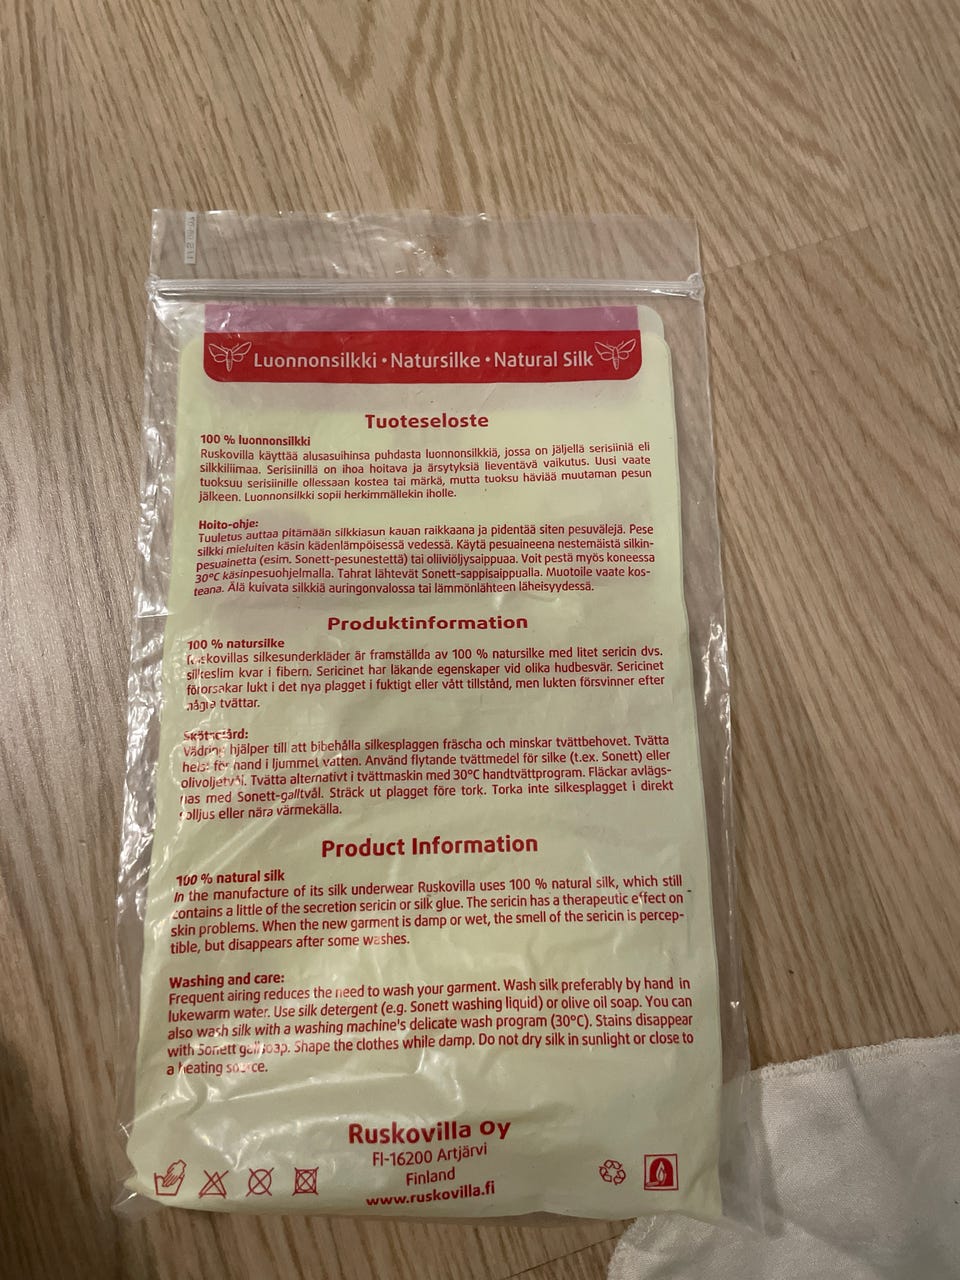 Luonnonsilkki • Natursilke • Natural Silk
Tuoteseloste
100 % luonnonsilkki
Ruskovilla käyttää alusasuihinsa puhdasta luonnonsilkkiä, jossa on jäljellä serisiiniä eli
silkkiliimaa. Serisiinillä on ihoa hoitava ja ärsytyksiä lieventävä vaikutus. Uusi vaate
tuoksuu serisiinille ollessaan kostea tai märkä, mutta tuoksu häviää muutaman pesun
jälkeen. Luonnonsilkki sopii herkimmällekin iholle.
Hoito-ohje:
Tuuletus auttaa pitämään silkkiasun kauan raikkaana ja pidentää siten pesuvälejä. Pese
silkki mieluiten käsin kädenlämpöisessä vedessä. Käytä pesuaineena nestemäistä silkin-
pesuainetta (esim. Sonett-pesunestettä) tai oliiviöljysaippuaa. Voit pestä myös koneessa
30°C käsinpesuohjelmalla. Tahrat lähtevät Sonett-sappisaippualla. Muotoile vaate kos-
teana. Älä kuivata silkkiä auringonvalossa tai lämmönlähteen läheisyydessä.
Produktinformation
100 % natursilke
Ruskovillas silkesunderkläder är framställda av 100 % natursilke med litet sericin dvs.
silkeslim kvar i fibern. Sericinet har läkande egenskaper vid olika hudbesvär. Sericinet
förorsakar lukt i det nya plagget i fuktigt eller vått tillstånd, men lukten försvinner efter
några tvättar.
Skötselråd:
Vädring hjälper till att bibehålla silkesplaggen fräscha och minskar tvättbehovet. Tvätta
helst för hand i ljummet vatten. Använd flytande tvättmedel för silke (t.ex. Sonett) eller
olivoljetvål. Tvätta alternativt i tvättmaskin med 30°C handtvättprogram. Fläckar avlägs-
nas med Sonett-galltvål. Sträck ut plagget före tork. Torka inte silkesplagget i direkt
solljus eller nära värmekälla.
Product Information
100 % natural silk
In the manufacture of its silk underwear Ruskovilla uses 100 % natural silk, which still
contains a little of the secretion sericin or silk glue. The sericin has a therapeutic effect on
skin problems. When the new garment is damp or wet, the smell of the sericin is percep-
tible, but disappears after some washes.
Washing and care:
Frequent airing reduces the need to wash your garment. Wash silk preferably by hand in
lukewarm water. Use silk detergent (e.g. Sonett washing liquid) or olive oil soap. You can
also wash silk with a washing machine's delicate wash program (30°C). Stains disappear
with Sonett gall soap. Shape the clothes while damp. Do not dry silk in sunlight or close to
a heating source.
Ruskovilla Oy
FI-16200 Artjärvi
Finland
www.ruskovilla.fi